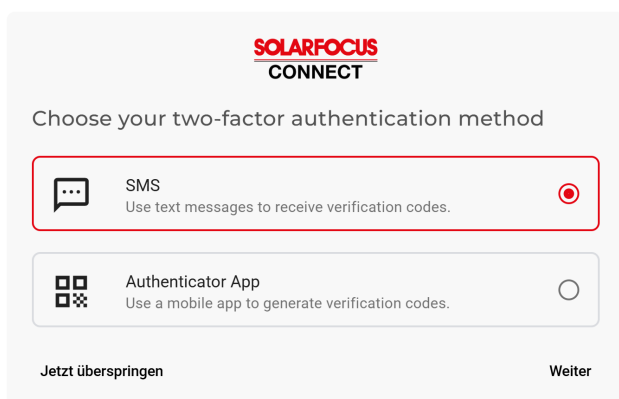 SOLARFOCUS
CONNECT
Choose your two-factor authentication method
SMS
Use text messages to receive verification codes.
Authenticator App
Use a mobile app to generate verification codes.
Jetzt überspringen
Weiter